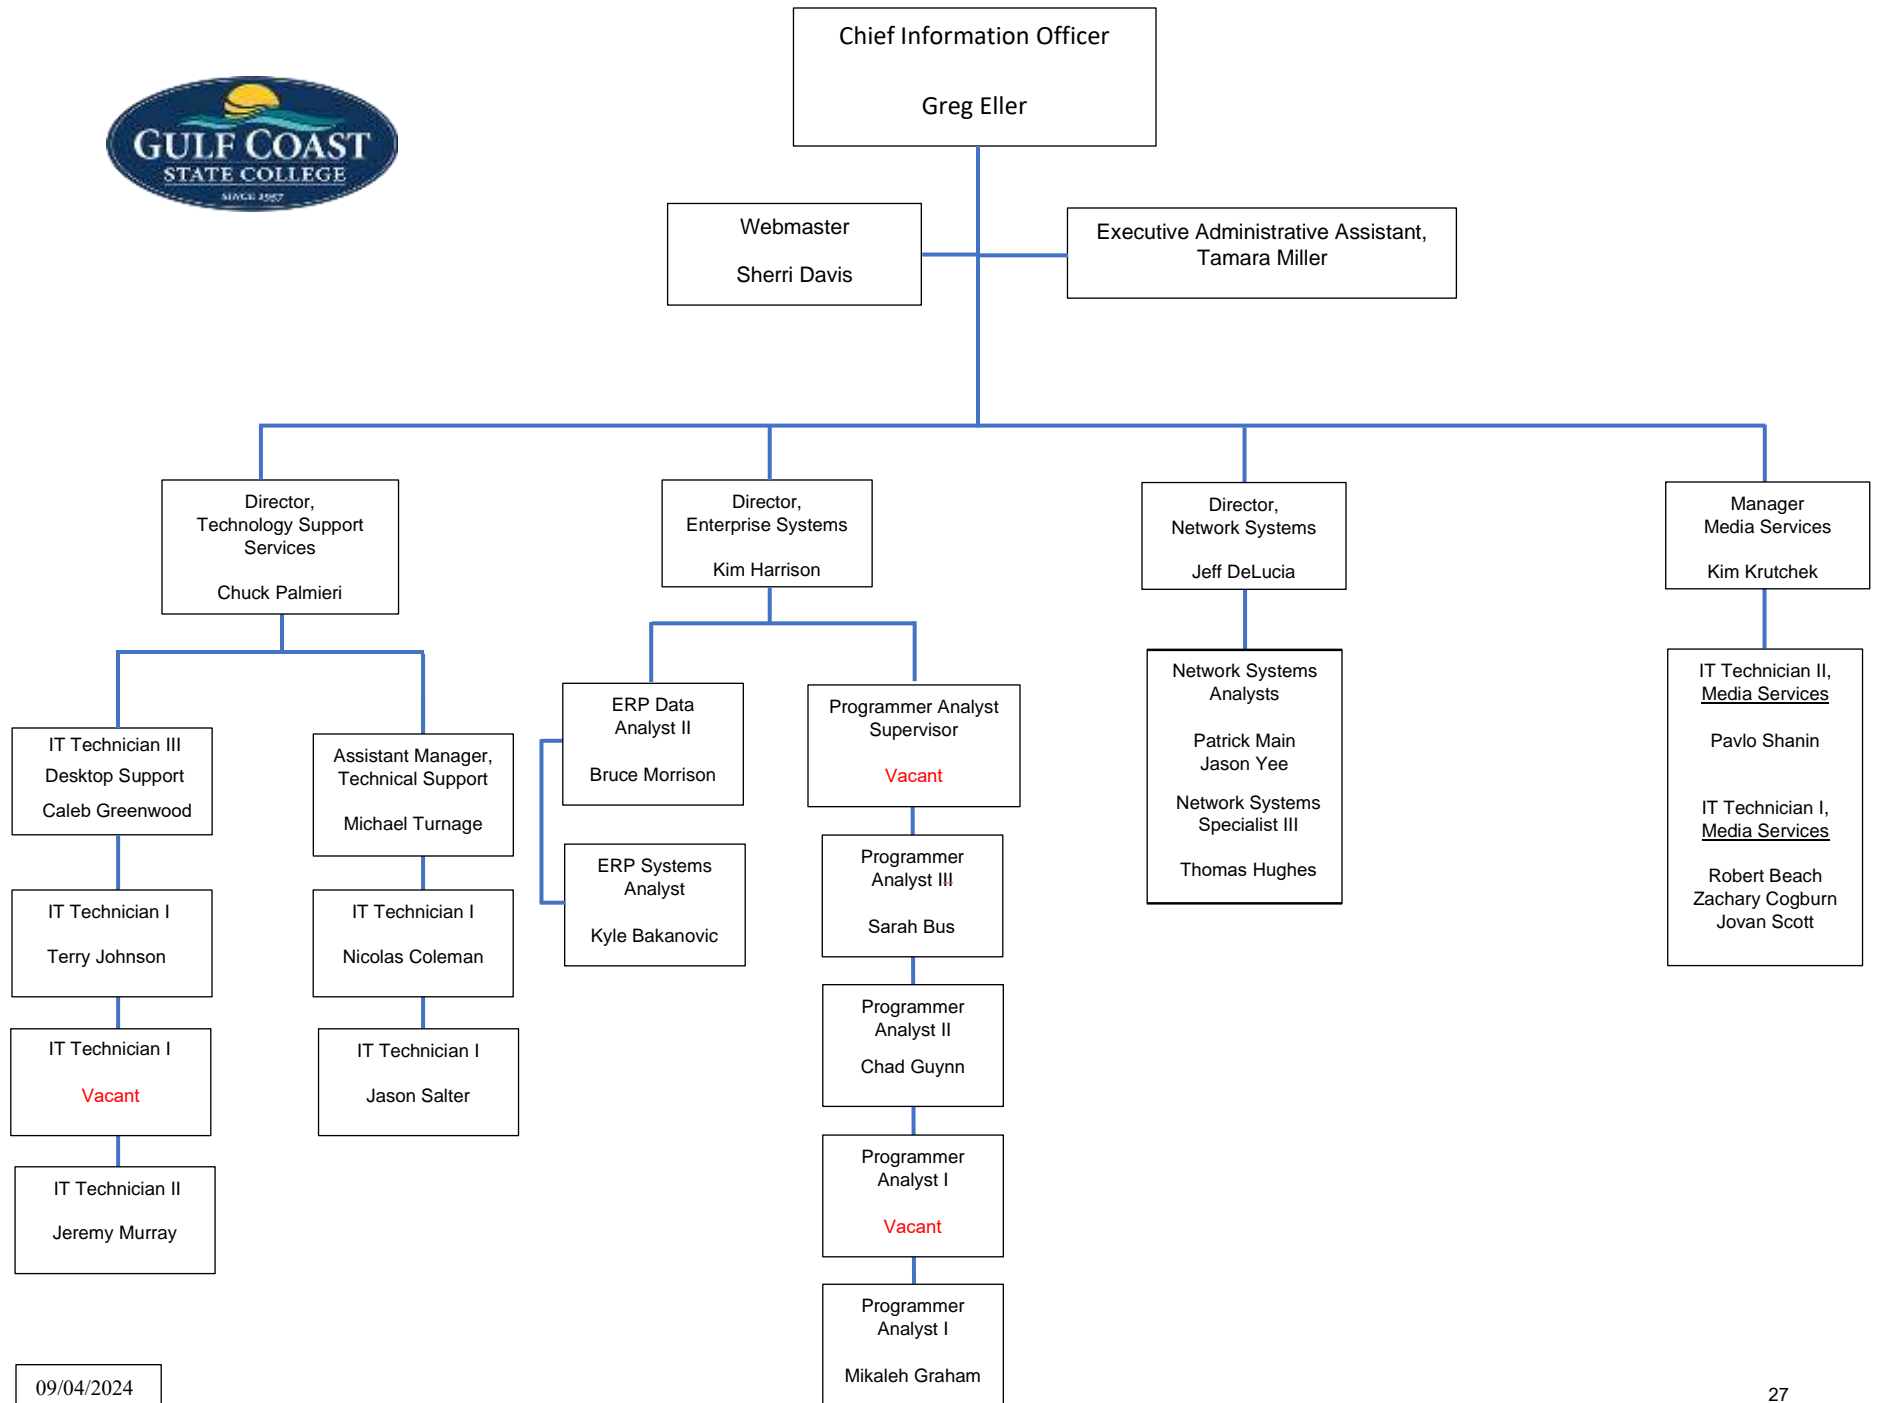 Chief Information Officer
Greg Eller
GULF COAST
STATE COLLEGE
SINCE 1957
Webmaster
Sherri Davis
Executive Administrative Assistant,
Tamara Miller
Director,
Technology Support
Services
Chuck Palmieri
Director,
Enterprise Systems
Kim Harrison
Director,
Network Systems
Jeff DeLucia
Manager
Media Services
Kim Krutchek
IT Technician III
Desktop Support
Caleb Greenwood
IT Technician I
Terry Johnson
IT Technician I
Vacant
IT Technician II
Jeremy Murray
Assistant Manager,
Technical Support
Michael Turnage
IT Technician I
Nicolas Coleman
IT Technician I
Jason Salter
ERP Data
Analyst II
Bruce Morrison
ERP Systems
Analyst
Kyle Bakanovic
Programmer Analyst
Supervisor
Vacant
Programmer
Analyst III
Sarah Bus
Programmer
Analyst II
Chad Guynn
Programmer
Analyst I
Vacant
Programmer
Analyst I
Mikaleh Graham
Network Systems
Analysts
Patrick Main
Jason Yee
Network Systems
Specialist III
Thomas Hughes
IT Technician II,
Media Services
Pavlo Shanin
IT Technician I,
Media Services
Robert Beach
Zachary Cogburn
Jovan Scott
09/04/2024
27